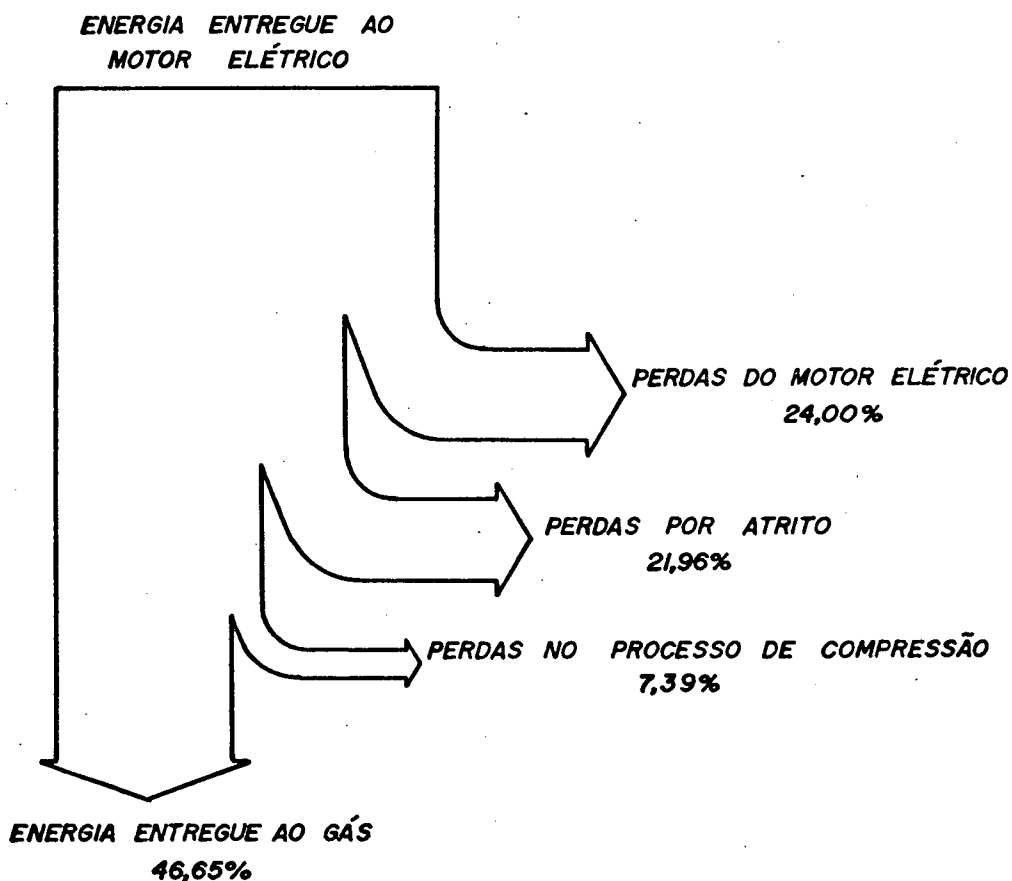 ENERGIA ENTREGUE AO
MOTOR ELÉTRICO
PERDAS DO MOTOR ELÉTRICO
24,00%
PERDAS POR ATRITO
21,96%
PERDAS NO PROCESSO DE COMPRESSÃO
7,39%
ENERGIA ENTREGUE AO GÁS
46,65%